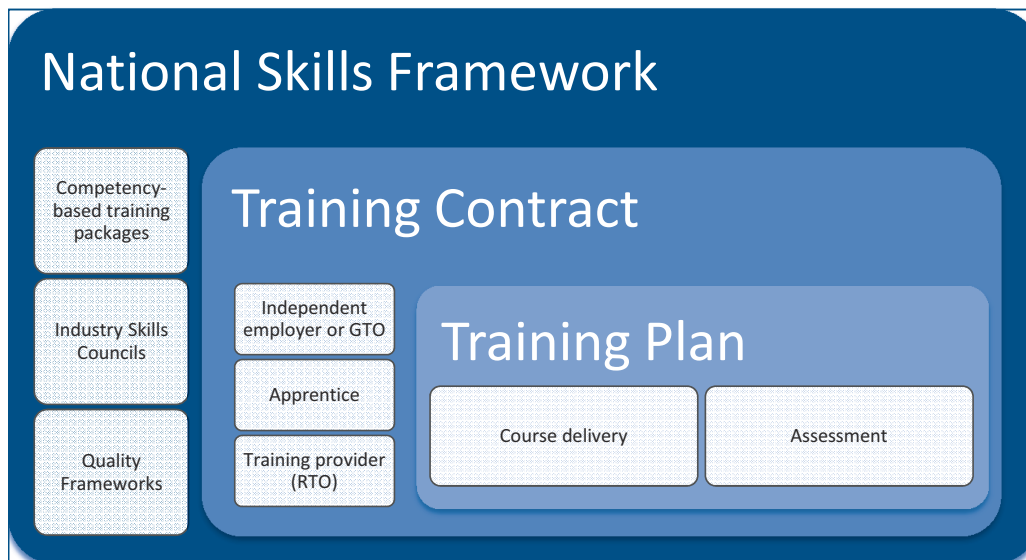 National Skills Framework
Competency-
based training
packages
Industry Skills
Councils
Quality
Frameworks
Training Contract
Independent
employer or GTO
Apprentice
Training provider
(RTO)
Training Plan
Course delivery
Assessment